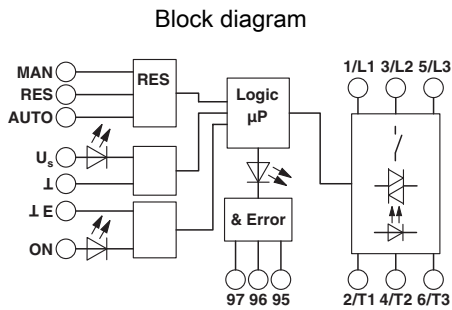 Block diagram
1/L1 3/L2 5/L3
MAN
RES
AUTO
RES
Logic
µP
Us
⊥
⊥ E
ON
& Error
97 96 95
2/T1 4/T2 6/T3